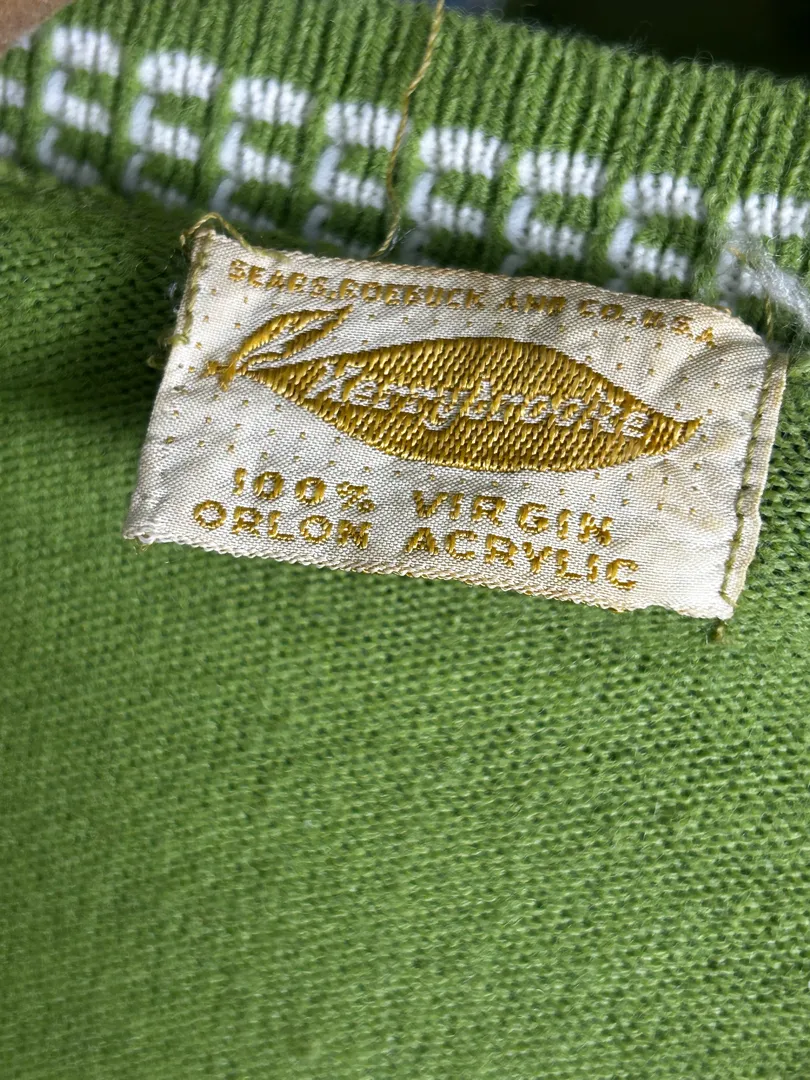 SEARS, ROEBUCK AND CO. U.S.A
Kerrybrooke
100% VIRGIN
ORLON ACRYLIC